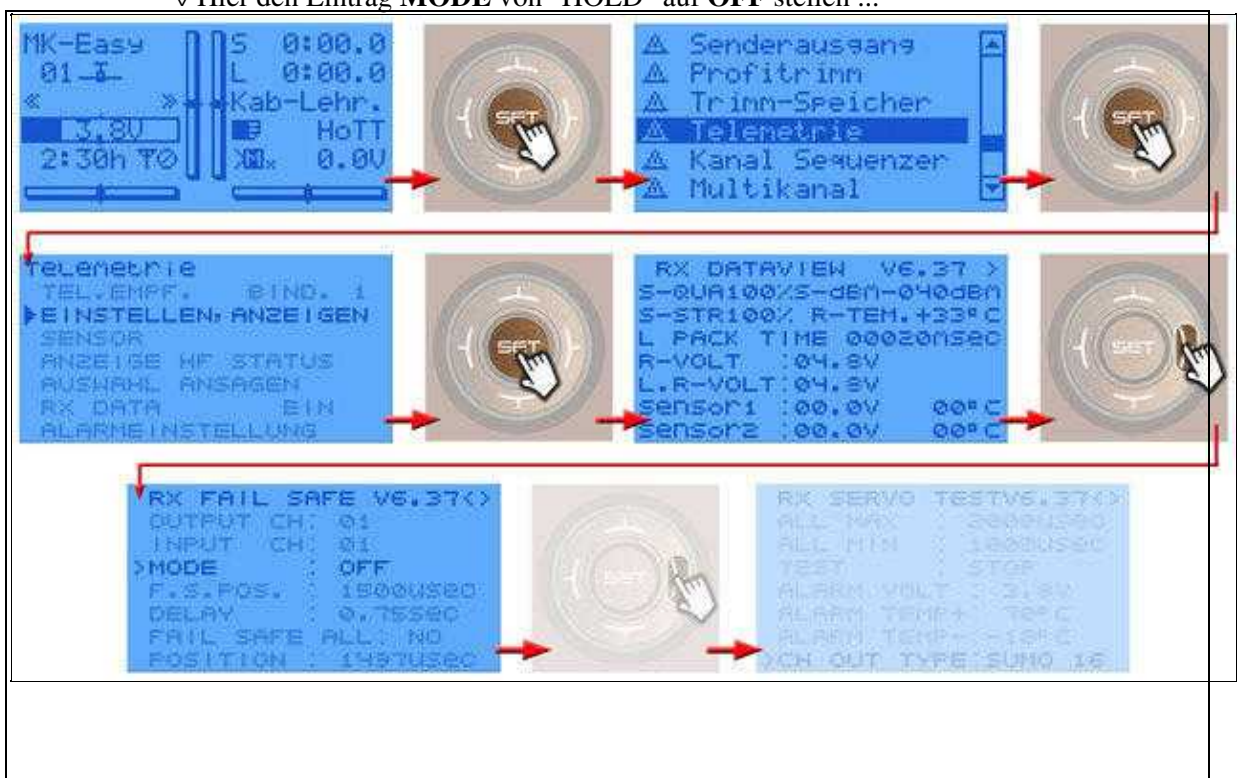 Hier den Eintrag MODE von "HOLD" auf OFF stellen ...
MK-Easy
01
« »
3.8V
2:30h
S 0:00.0
L 0:00.0
Kab-Lehr.
HoTT
0.0V
SET
Senderausgang
Profitrimm
Trimm-Speicher
Telemetrie
Kanal Sequenzer
Multikanal
SET
Telemetrie
TEL.EMPF. BIND. 1
EINSTELLEN, ANZEIGEN
SENSOR
ANZEIGE HF STATUS
AUSWAHL ANSAGEN
RX DATA EIN
ALARMEINSTELLUNG
SET
RX DATAVIEW V6.37 >
S-QUA100%S-dBm-040dBm
S-STR100% R-TEM.+33°C
L PACK TIME 00020msec
R-VOLT :04.8V
L.R-VOLT:04.8V
Sensor1 :00.0V 00°C
Sensor2 :00.0V 00°C
SET
RX FAIL SAFE V6.37<>
OUTPUT CH: 01
INPUT CH: 01
>MODE : OFF
F.S.POS. : 1500usec
DELAY : 0.75sec
FAIL SAFE ALL: NO
POSITION : 1497usec
SET
RX SERVO TESTV6.37<>
ALL MAX : 2000usec
ALL MIN : 1000usec
TEST : STOP
ALARM VOLT : 3.8V
ALARM TEMP+ 70°C
ALARM TEMP- 10°C
>CH OUT TYPE:SUMO 16